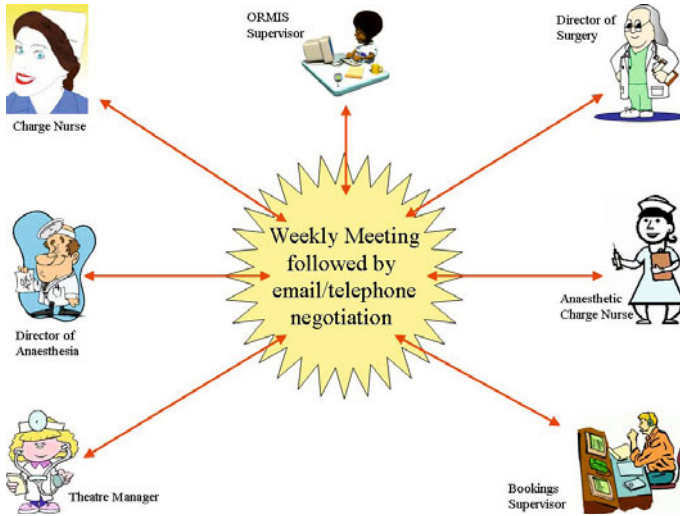 ORMIS
Supervisor
Director of
Surgery
Charge Nurse
Weekly Meeting
followed by
email/telephone
negotiation
Director of
Anaesthesia
Anaesthetic
Charge Nurse
Theatre Manager
Bookings
Supervisor